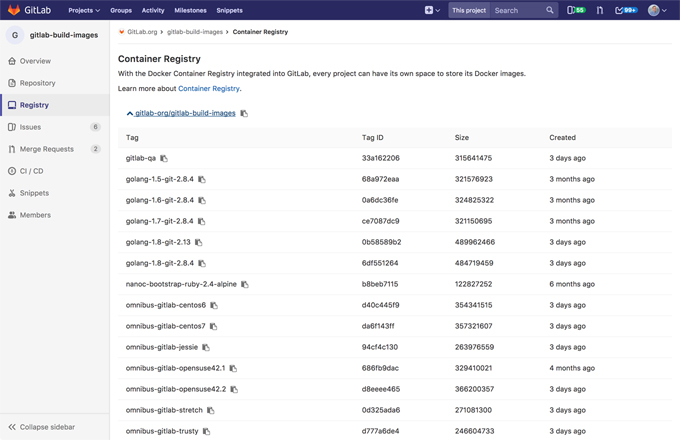 GitLab Projects Groups Activity Milestones Snippets This project Search 55 99+
G gitlab-build-images
GitLab.org > gitlab-build-images > Container Registry
Overview
Repository
Registry
Issues 6
Merge Requests 2
CI / CD
Snippets
Members
Collapse sidebar
Container Registry
With the Docker Container Registry integrated into GitLab, every project can have its own space to store its Docker images.
Learn more about Container Registry.
gitlab-org/gitlab-build-images
Tag Tag ID Size Created
gitlab-qa 33a162206 315641475 3 days ago
golang-1.5-git-2.8.4 68a972eaa 321576923 3 months ago
golang-1.6-git-2.8.4 0a6dc36fe 324825322 3 months ago
golang-1.7-git-2.8.4 ce7087dc9 321150695 3 months ago
golang-1.8-git-2.13 0b58589b2 489962466 3 days ago
golang-1.8-git-2.8.4 6df551264 484719459 3 days ago
nanoc-bootstrap-ruby-2.4-alpine b8beb7115 122827252 6 months ago
omnibus-gitlab-centos6 d40c445f9 354341515 3 days ago
omnibus-gitlab-centos7 da6f143ff 357321607 3 days ago
omnibus-gitlab-jessie 94cf4c130 263976559 3 days ago
omnibus-gitlab-opensuse42.1 686fb9dac 329410021 4 months ago
omnibus-gitlab-opensuse42.2 d8eeee465 366200357 3 days ago
omnibus-gitlab-stretch 0d325ada6 271081300 3 days ago
omnibus-gitlab-trusty d777a6de4 246604733 3 days ago